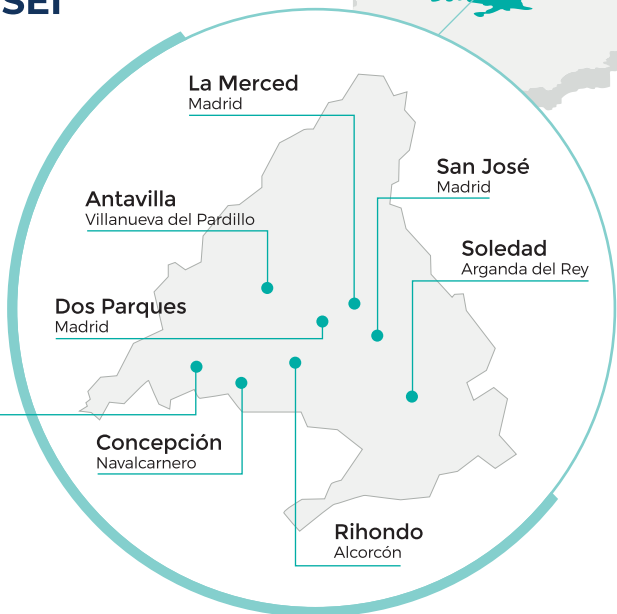 SEI
La Merced
Madrid
San José
Madrid
Antavilla
Villanueva del Pardillo
Soledad
Arganda del Rey
Dos Parques
Madrid
Concepción
Navalcarnero
Rihondo
Alcorcón